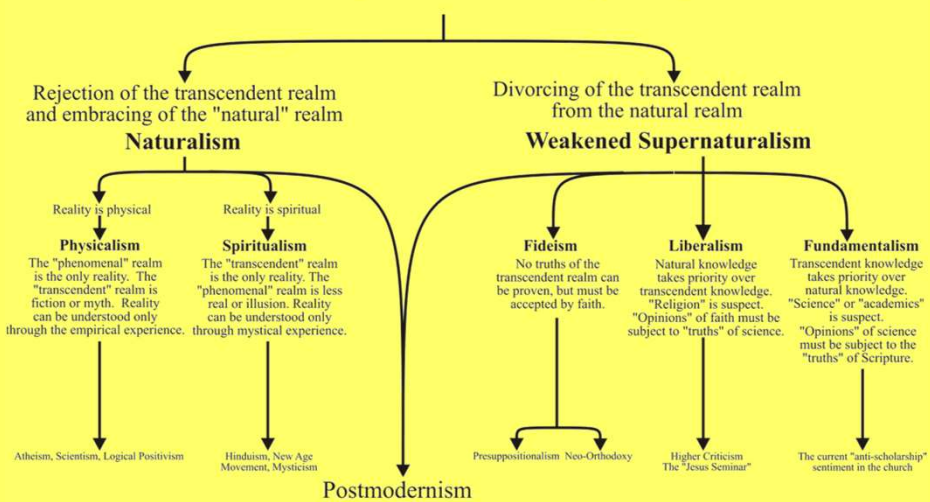 Rejection of the transcendent realm
and embracing of the "natural" realm
Naturalism
Divorcing of the transcendent realm
from the natural realm
Weakened Supernaturalism
Reality is physical
Physicalism
The "phenomenal" realm
is the only reality. The
"transcendent" realm is
fiction or myth. Reality
can be understood only
through the empirical experience.
Reality is spiritual
Spiritualism
The "transcendent" realm
is the only reality. The
"phenomenal" realm is less
real or illusion. Reality
can be understood only
through mystical experience.
Fideism
No truths of the
transcendent realm can
be proven, but must be
accepted by faith.
Liberalism
Natural knowledge
takes priority over
transcendent knowledge.
"Religion" is suspect.
"Opinions" of faith must be
subject to "truths" of science.
Fundamentalism
Transcendent knowledge
takes priority over
natural knowledge.
"Science" or "academics"
is suspect.
"Opinions" of science
must be subject to the
"truths" of Scripture.
Atheism, Scientism, Logical Positivism
Hinduism, New Age
Movement, Mysticism
Postmodernism
Presuppositionalism
Neo-Orthodoxy
Higher Criticism
The "Jesus Seminar"
The current "anti-scholarship"
sentiment in the church